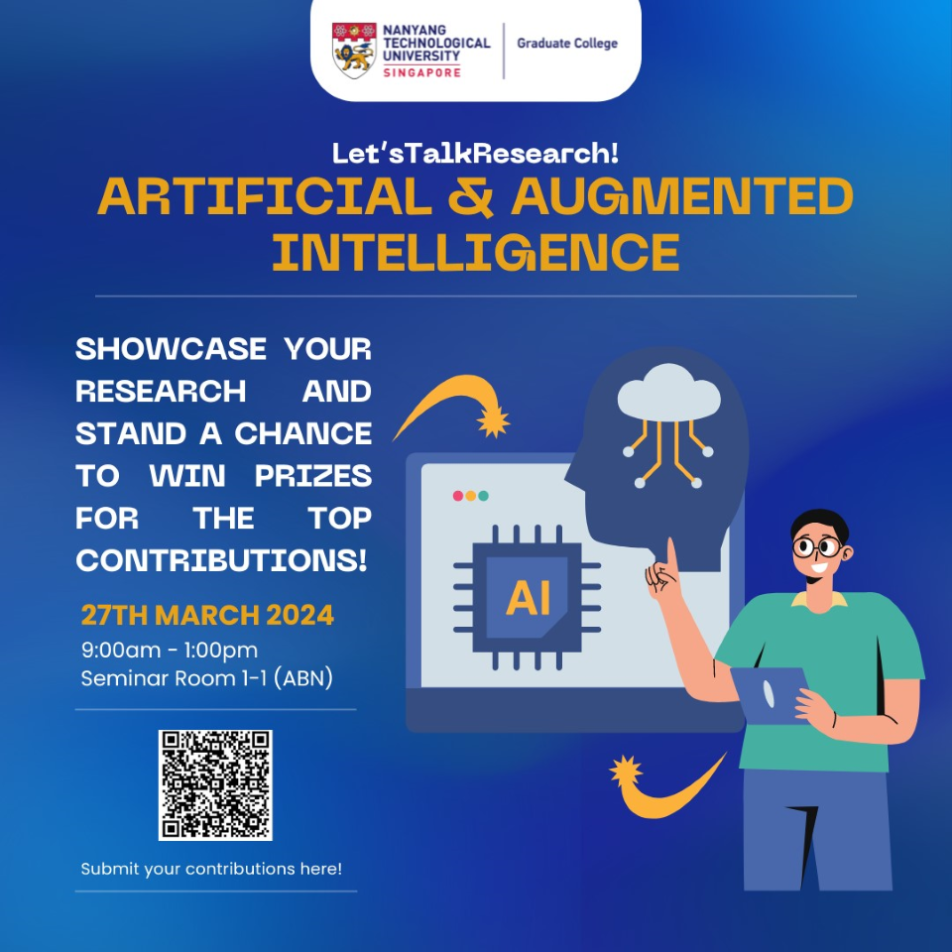 NANYANG
TECHNOLOGICAL
UNIVERSITY
SINGAPORE
Graduate College
Let'sTalkResearch!
ARTIFICIAL & AUGMENTED
INTELLIGENCE
SHOWCASE YOUR
RESEARCH AND
STAND A CHANCE
TO WIN PRIZES
FOR THE TOP
CONTRIBUTIONS!
27TH MARCH 2024
9:00am - 1:00pm
Seminar Room 1-1 (ABN)
Submit your contributions here!
AI